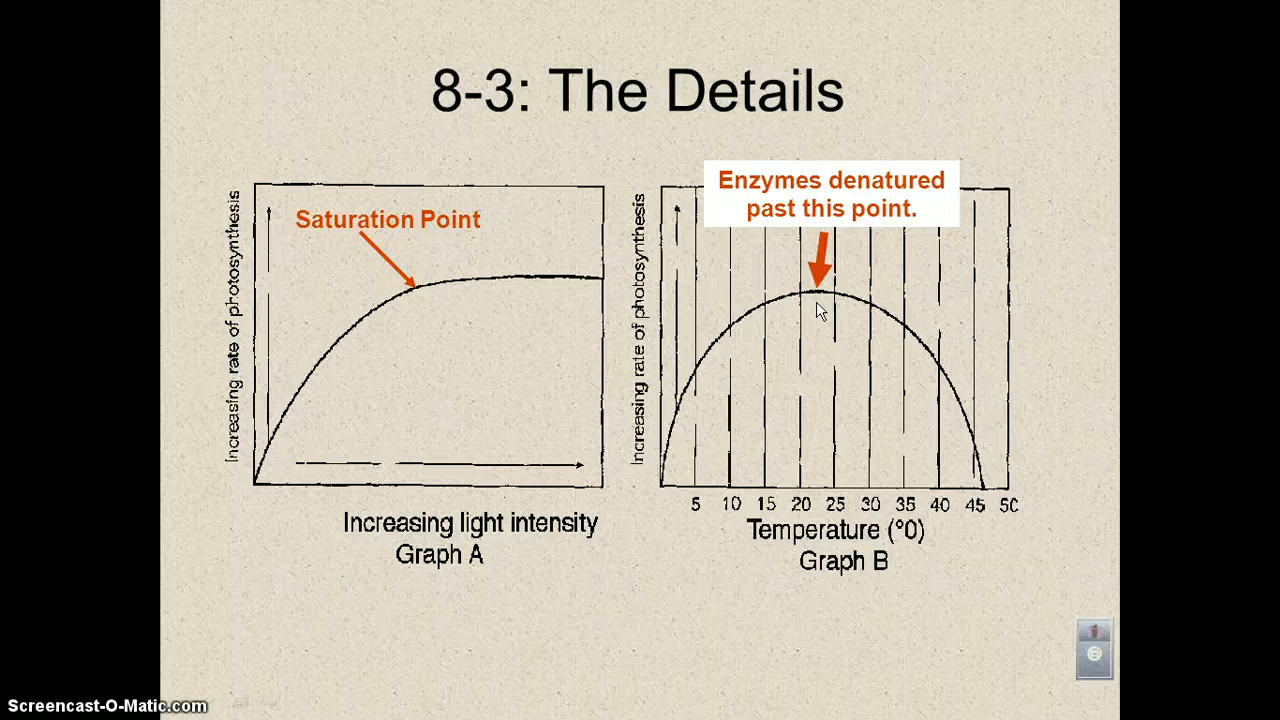 8-3: The Details
Increasing rate of photosynthesis
Saturation Point
Increasing light intensity
Graph A
Increasing rate of photosynthesis
Enzymes denatured
past this point.
5 10 15 20 25 30 35 40 45 50
Temperature (°0)
Graph B
Screencast-O-Matic.com